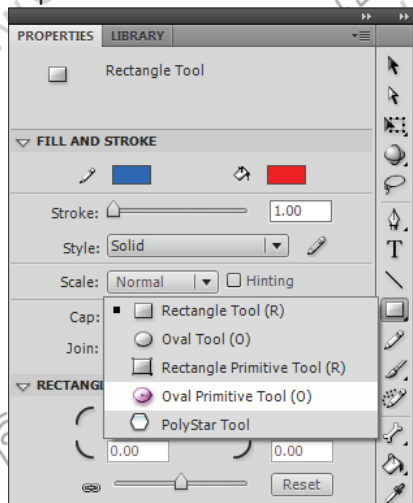 PROPERTIES LIBRARY
Rectangle Tool
FILL AND STROKE
Stroke: 1.00
Style: Solid
Scale: Normal Hinting
Cap:
Rectangle Tool (R)
Oval Tool (O)
Join:
Rectangle Primitive Tool (R)
RECTANGL
Oval Primitive Tool (O)
PolyStar Tool
0.00 0.00
Reset
T